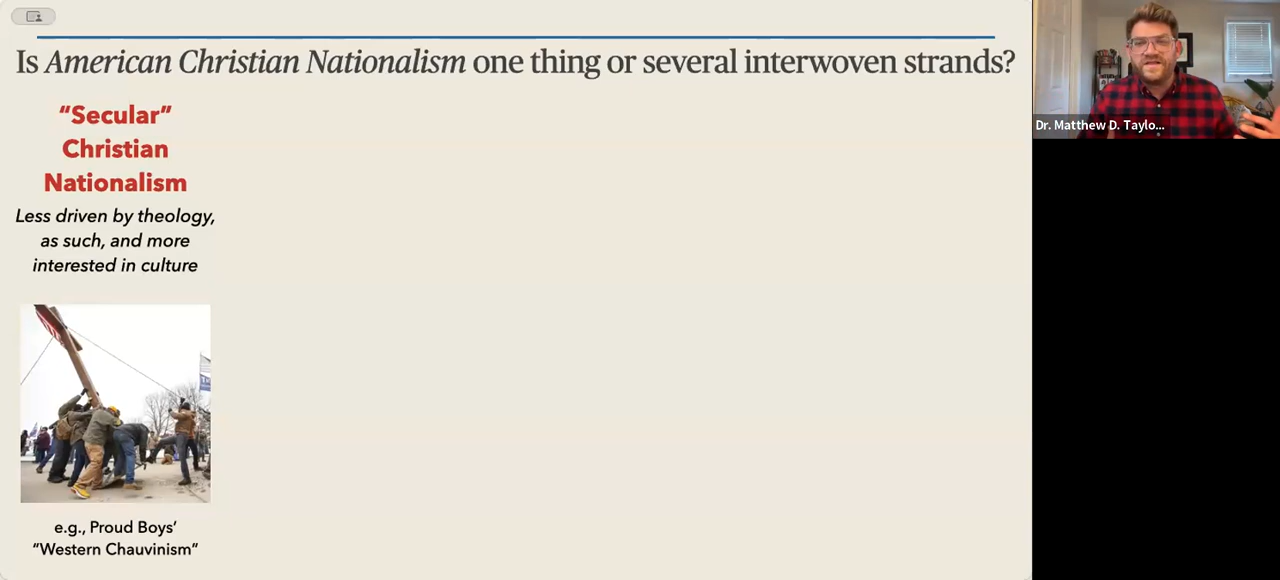 Is American Christian Nationalism one thing or several interwoven strands?
“Secular”
Christian
Nationalism
Less driven by theology,
as such, and more
interested in culture
e.g., Proud Boys’
“Western Chauvinism”
Dr. Matthew D. Taylo...